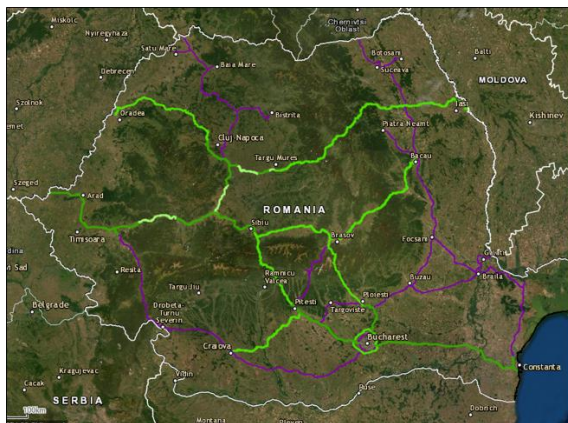 Miskolc
Nyiregyhaza
Chernivtsi
Oblast
Satu Mare
Botosani
Suceava
Balti
Debrecen
Baia Mare
MOLDOVA
Szolnok
Oradea
Bistrita
Iasi
Kishinev
Cluj-Napoca
Piatra Neamt
Targu Mures
Bacau
Szeged
Arad
ROMANIA
Timisoara
Sibiu
Brasov
Focsani
Resita
Ramnicu
Valcea
Galati
Braila
Buzau
Targu Jiu
Pitesti
Ploiesti
Targoviste
Drobeta-
Turnu
Severin
Belgrade
Craiova
Bucharest
Constanta
Kragujevac
Vidin
Cacak
Ruse
SERBIA
100km
Dobrich
Montana